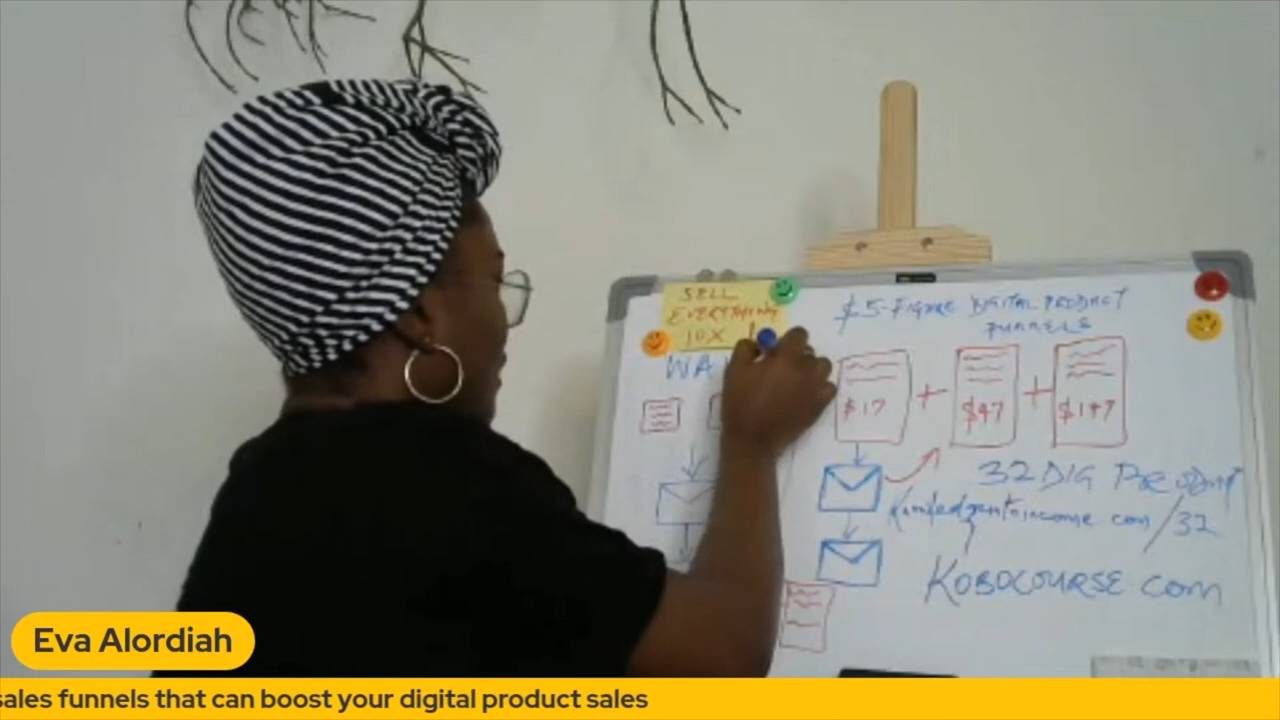 SELL
EVERYTHING
10X
WA
$5-FIGURE DIGITAL PRODUCT
FUNNELS
$17
+
$47
+
$147
32 DIG PRODUCT
/32
KOBOCOURSE com
Eva Alordiah
sales funnels that can boost your digital product sales